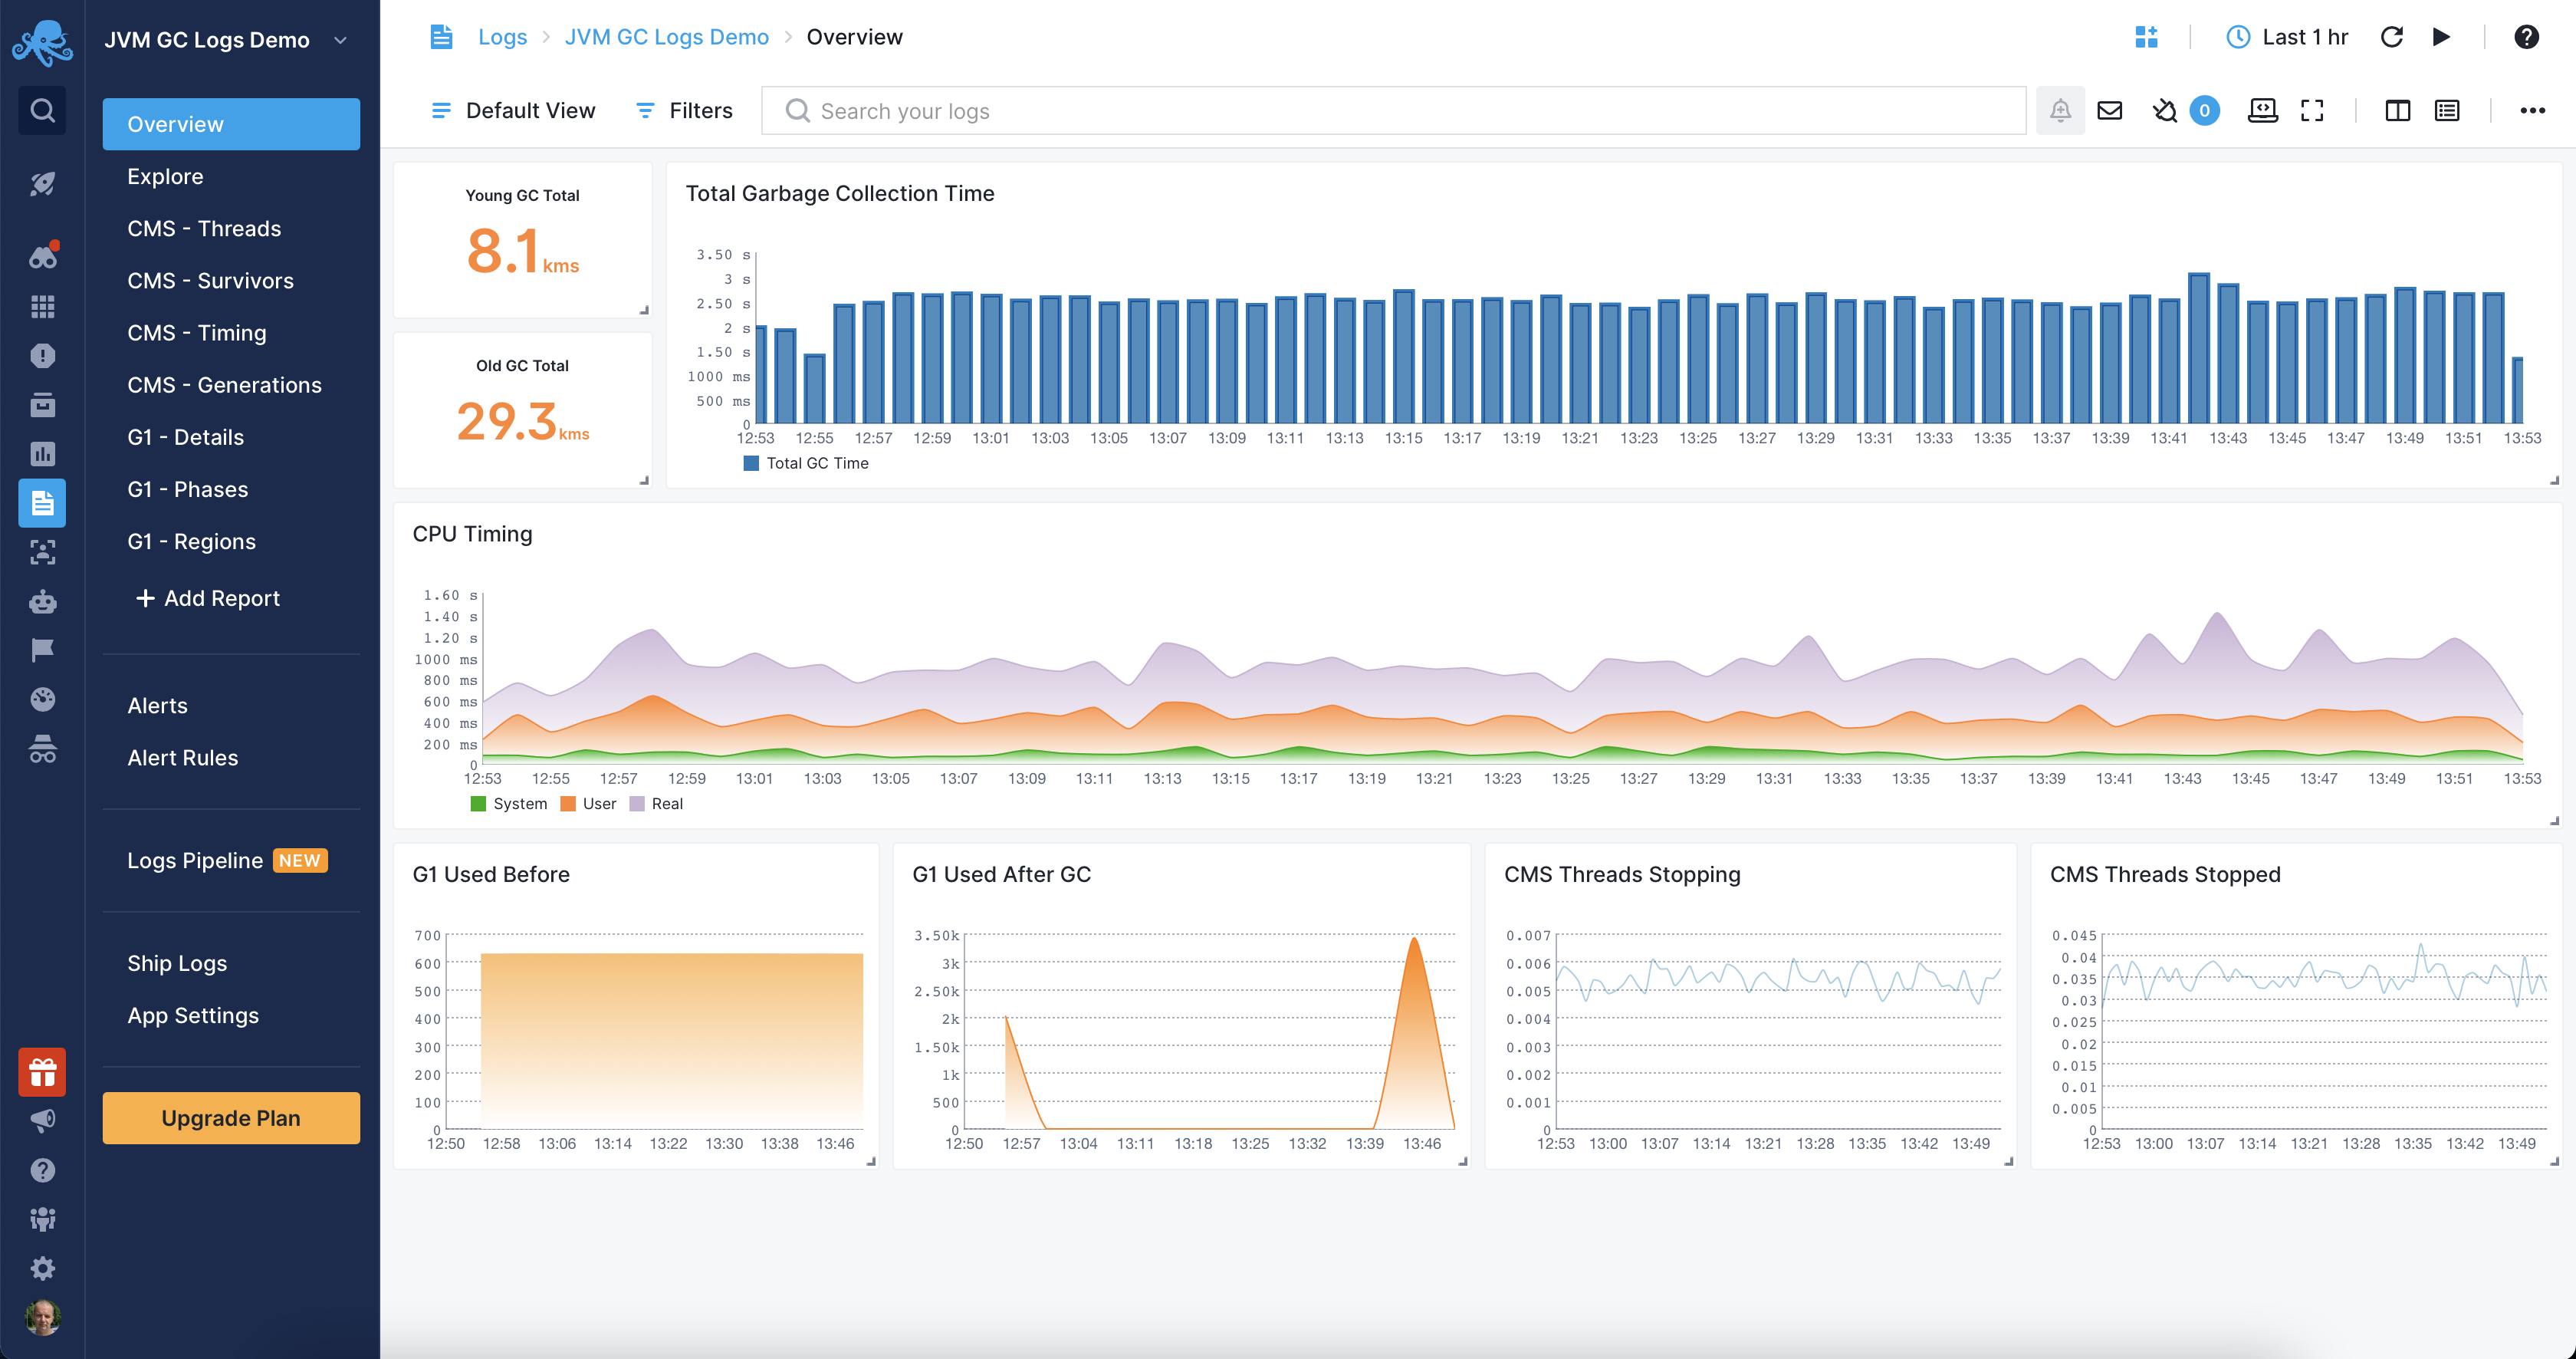 JVM GC Logs Demo
Overview
Explore
CMS - Threads
CMS - Survivors
CMS - Timing
CMS - Generations
G1 - Details
G1 - Phases
G1 - Regions
+ Add Report
Alerts
Alert Rules
Logs Pipeline NEW
Ship Logs
App Settings
Upgrade Plan
Logs > JVM GC Logs Demo > Overview
Last 1 hr
Default View Filters Search your logs 0
Young GC Total
8.1 kms
Old GC Total
29.3 kms
Total Garbage Collection Time
3.50 s
3 s
2.50 s
2 s
1.50 s
1000 ms
500 ms
0
12:53 12:55 12:57 12:59 13:01 13:03 13:05 13:07 13:09 13:11 13:13 13:15 13:17 13:19 13:21 13:23 13:25 13:27 13:29 13:31 13:33 13:35 13:37 13:39 13:41 13:43 13:45 13:47 13:49 13:51 13:53
Total GC Time
CPU Timing
1.60 s
1.40 s
1.20 s
1000 ms
800 ms
600 ms
400 ms
200 ms
0
12:53 12:55 12:57 12:59 13:01 13:03 13:05 13:07 13:09 13:11 13:13 13:15 13:17 13:19 13:21 13:23 13:25 13:27 13:29 13:31 13:33 13:35 13:37 13:39 13:41 13:43 13:45 13:47 13:49 13:51 13:53
System User Real
G1 Used Before
700
600
500
400
300
200
100
0
12:50 12:58 13:06 13:14 13:22 13:30 13:38 13:46
G1 Used After GC
3.50k
3k
2.50k
2k
1.50k
1k
500
0
12:50 12:57 13:04 13:11 13:18 13:25 13:32 13:39 13:46
CMS Threads Stopping
0.007
0.006
0.005
0.004
0.003
0.002
0.001
0
12:53 13:00 13:07 13:14 13:21 13:28 13:35 13:42 13:49
CMS Threads Stopped
0.045
0.04
0.035
0.03
0.025
0.02
0.015
0.01
0.005
0
12:53 13:00 13:07 13:14 13:21 13:28 13:35 13:42 13:49